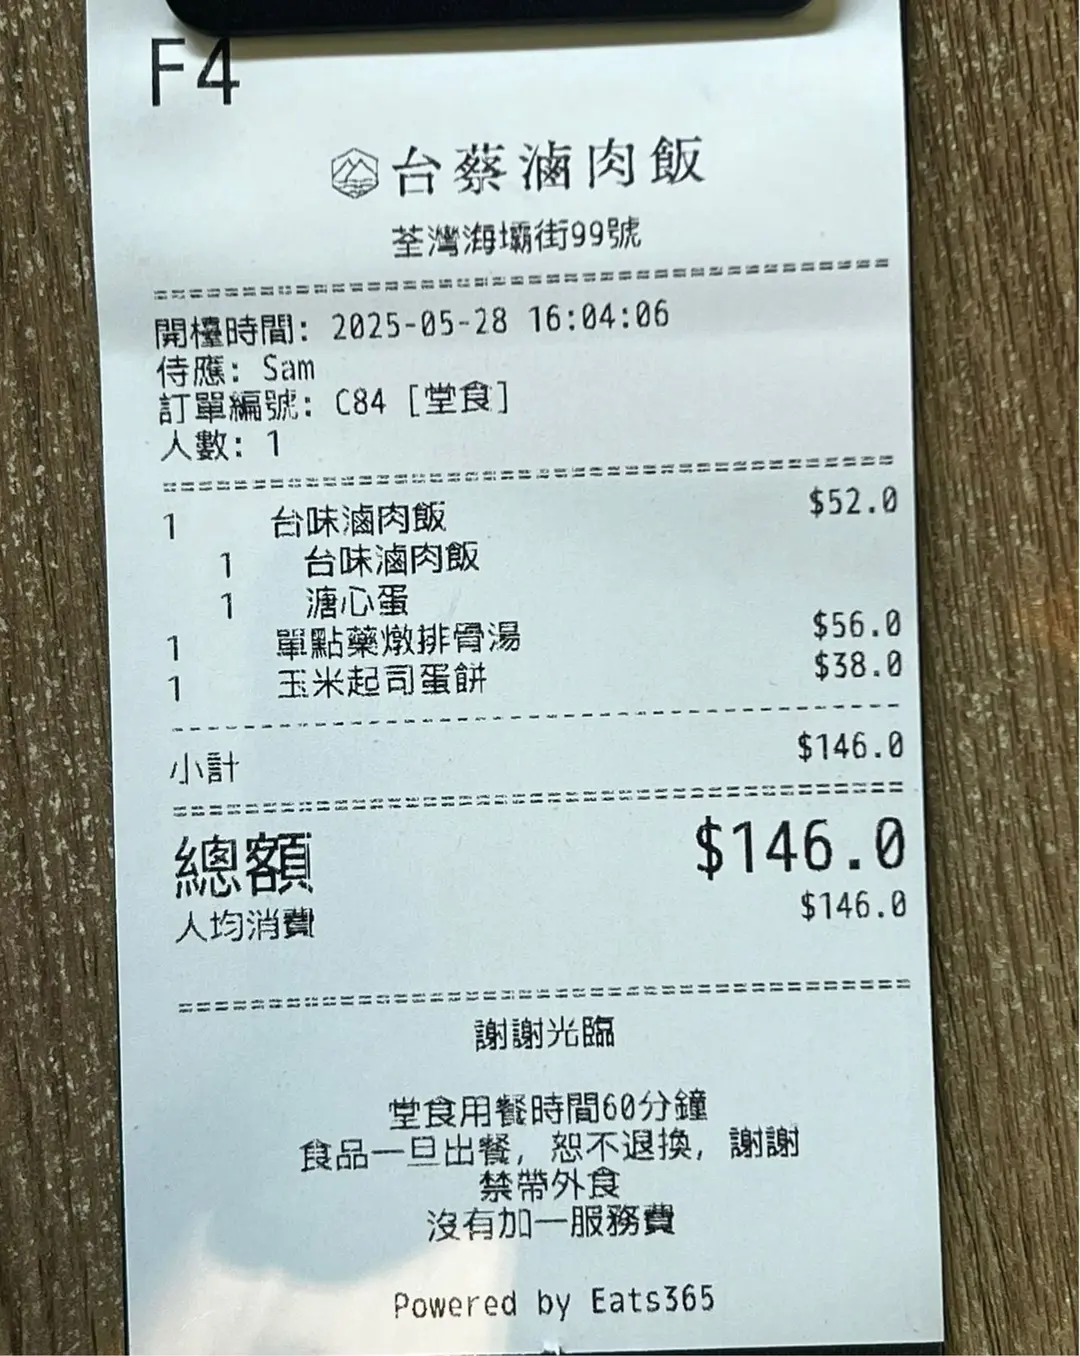 F4
台蔡滷肉飯
荃灣海壩街99號
開檯時間: 2025-05-28 16:04:06
侍應: Sam
訂單編號: C84 [堂食]
人數: 1
1 台味滷肉飯 $52.0
1 台味滷肉飯
1 溏心蛋
1 單點藥燉排骨湯 $56.0
1 玉米起司蛋餅 $38.0
小計 $146.0
總額 $146.0
人均消費 $146.0
謝謝光臨
堂食用餐時間60分鐘
食品一旦出餐, 恕不退換, 謝謝
禁帶外食
沒有加一服務費
Powered by Eats365